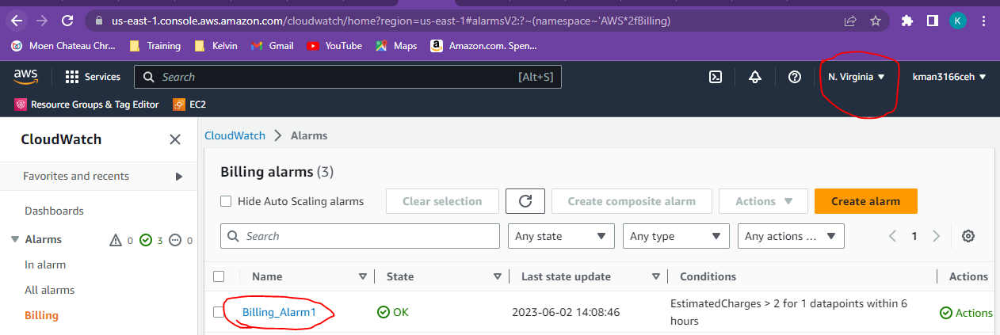 us-east-1.console.aws.amazon.com/cloudwatch/home?region=us-east-1#alarmsV2:?~(namespace~'AWS*2fBilling)
K
Moen Chateau Chr... Training Kelvin Gmail YouTube Maps Amazon.com. Spen...
aws Services Search [Alt+S] N. Virginia kman3166ceh
Resource Groups & Tag Editor EC2
CloudWatch
CloudWatch Alarms
Favorites and recents
Dashboards
Alarms 0 3 0
In alarm
All alarms
Billing
Billing alarms (3)
Hide Auto Scaling alarms Clear selection Create composite alarm Actions Create alarm
Search Any state Any type Any actions ... 1
Name State Last state update Conditions Actions
Billing_Alarm1 OK 2023-06-02 14:08:46 EstimatedCharges > 2 for 1 datapoints within 6 Actions
hours